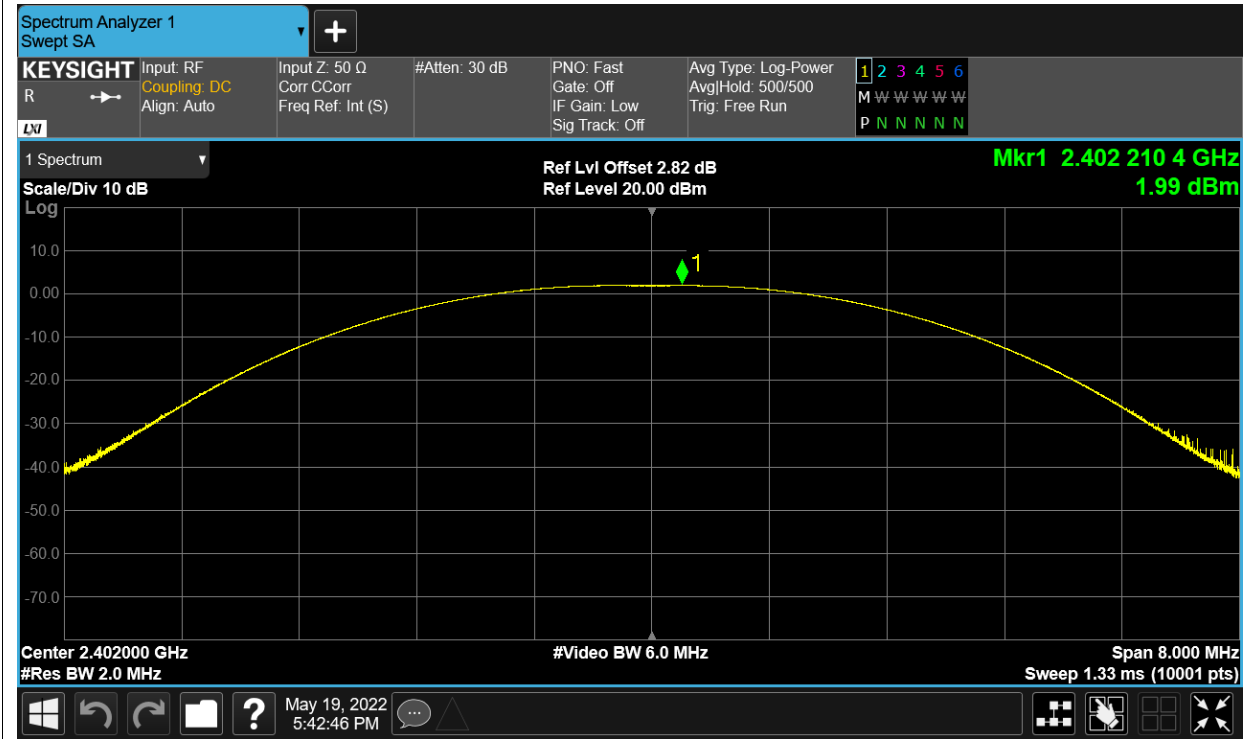 Spectrum Analyzer 1
Swept SA
KEYSIGHT
R
LXI
Input: RF
Coupling: DC
Align: Auto
Input Z: 50 Ω
Corr CCorr
Freq Ref: Int (S)
#Atten: 30 dB
PNO: Fast
Gate: Off
IF Gain: Low
Sig Track: Off
Avg Type: Log-Power
Avg|Hold: 500/500
Trig: Free Run
1 2 3 4 5 6
M W W W W W
P N N N N N
1 Spectrum
Scale/Div 10 dB
Log
Ref Lvl Offset 2.82 dB
Ref Level 20.00 dBm
Mkr1 2.402 210 4 GHz
1.99 dBm
1
10.0
0.00
-10.0
-20.0
-30.0
-40.0
-50.0
-60.0
-70.0
Center 2.402000 GHz
#Res BW 2.0 MHz
#Video BW 6.0 MHz
Span 8.000 MHz
Sweep 1.33 ms (10001 pts)
?
May 19, 2022
5:42:46 PM